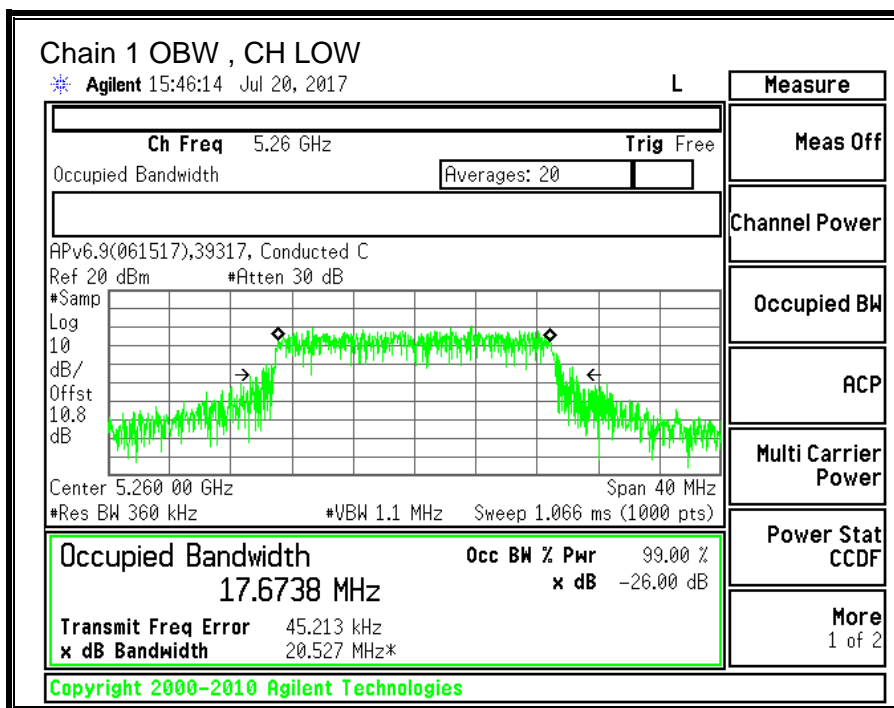 Chain 1 OBW , CH LOW
Agilent 15:46:14 Jul 20, 2017 L
Measure
Ch Freq 5.26 GHz Trig Free
Meas Off
Occupied Bandwidth Averages: 20
Channel Power
APv6.9(061517),39317, Conducted C
Ref 20 dBm #Atten 30 dB
#Samp
Log
10
dB/
Offst
10.8
dB
Occupied BW
ACP
Multi Carrier
Power
Center 5.260 00 GHz Span 40 MHz
#Res BW 360 kHz #VBW 1.1 MHz Sweep 1.066 ms (1000 pts)
Power Stat
CCDF
Occupied Bandwidth Occ BW % Pwr 99.00 %
17.6738 MHz x dB -26.00 dB
Transmit Freq Error 45.213 kHz
x dB Bandwidth 20.527 MHz*
More
1 of 2
Copyright 2000-2010 Agilent Technologies